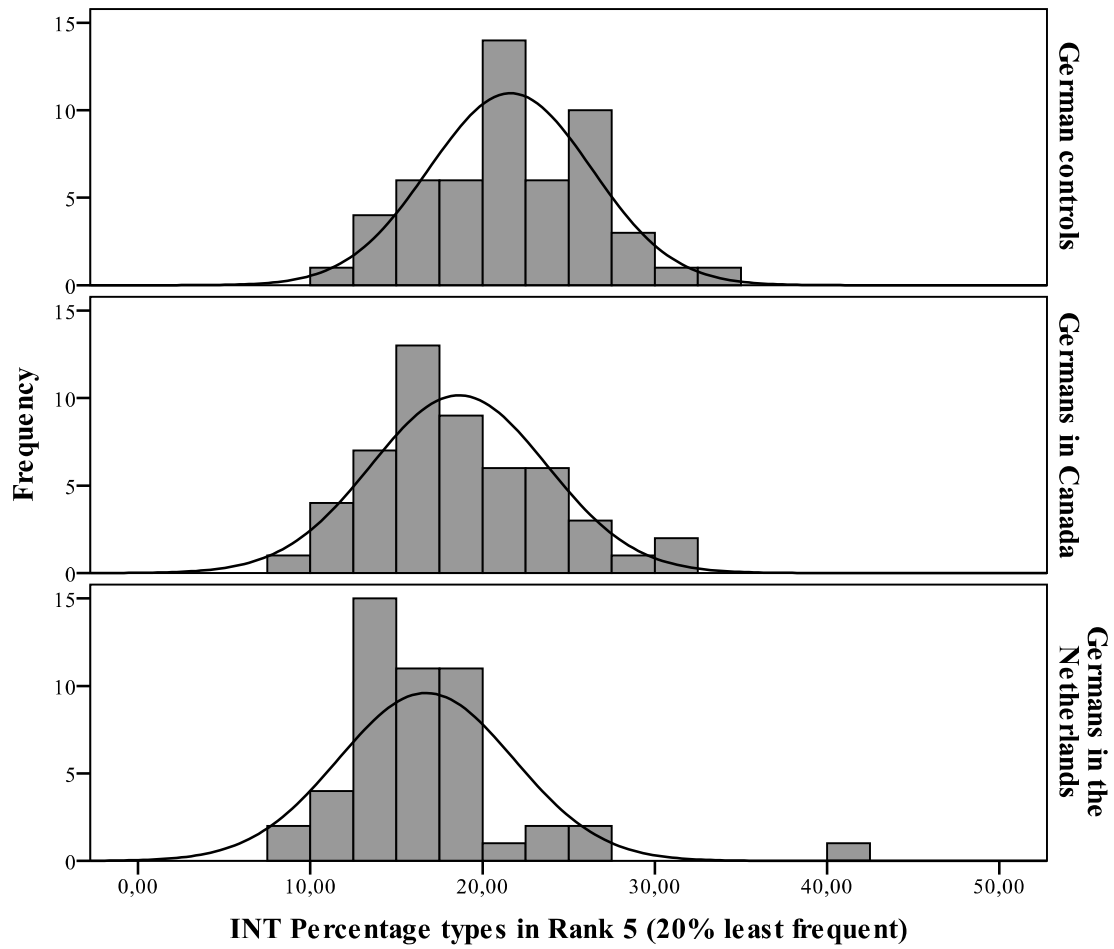 15
10
5
0
German controls
Frequency
15
10
5
0
Germans in Canada
15
10
5
0
Germans in the
Netherlands
0,00 10,00 20,00 30,00 40,00 50,00
INT Percentage types in Rank 5 (20% least frequent)